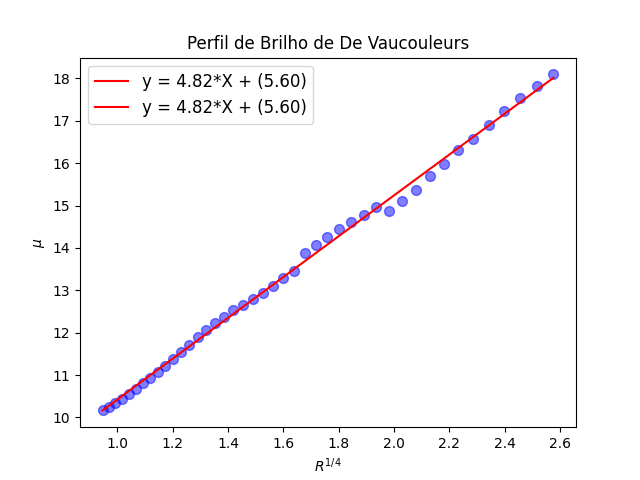 Perfil de Brilho de De Vaucouleurs
y = 4.82*X + (5.60)
y = 4.82*X + (5.60)
18
17
16
15
14
13
12
11
10
μ
1.0 1.2 1.4 1.6 1.8 2.0 2.2 2.4 2.6
R^{1/4}